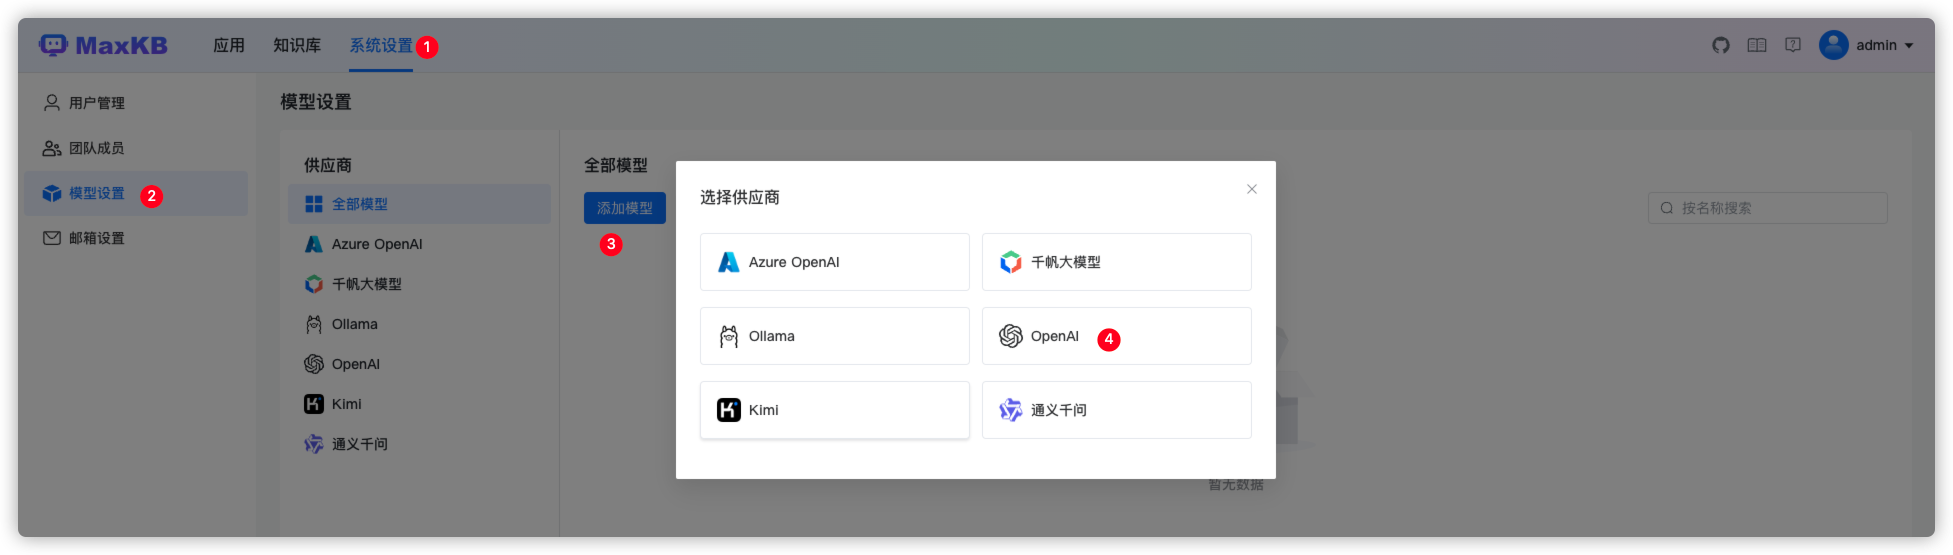 MaxKB
应用
知识库
系统设置
1
admin
用户管理
团队成员
模型设置
2
邮箱设置
模型设置
供应商
全部模型
Azure OpenAI
千帆大模型
Ollama
OpenAI
Kimi
通义千问
全部模型
添加模型
3
按名称搜索
选择供应商
Azure OpenAI
千帆大模型
Ollama
OpenAI
4
Kimi
通义千问
暂无数据